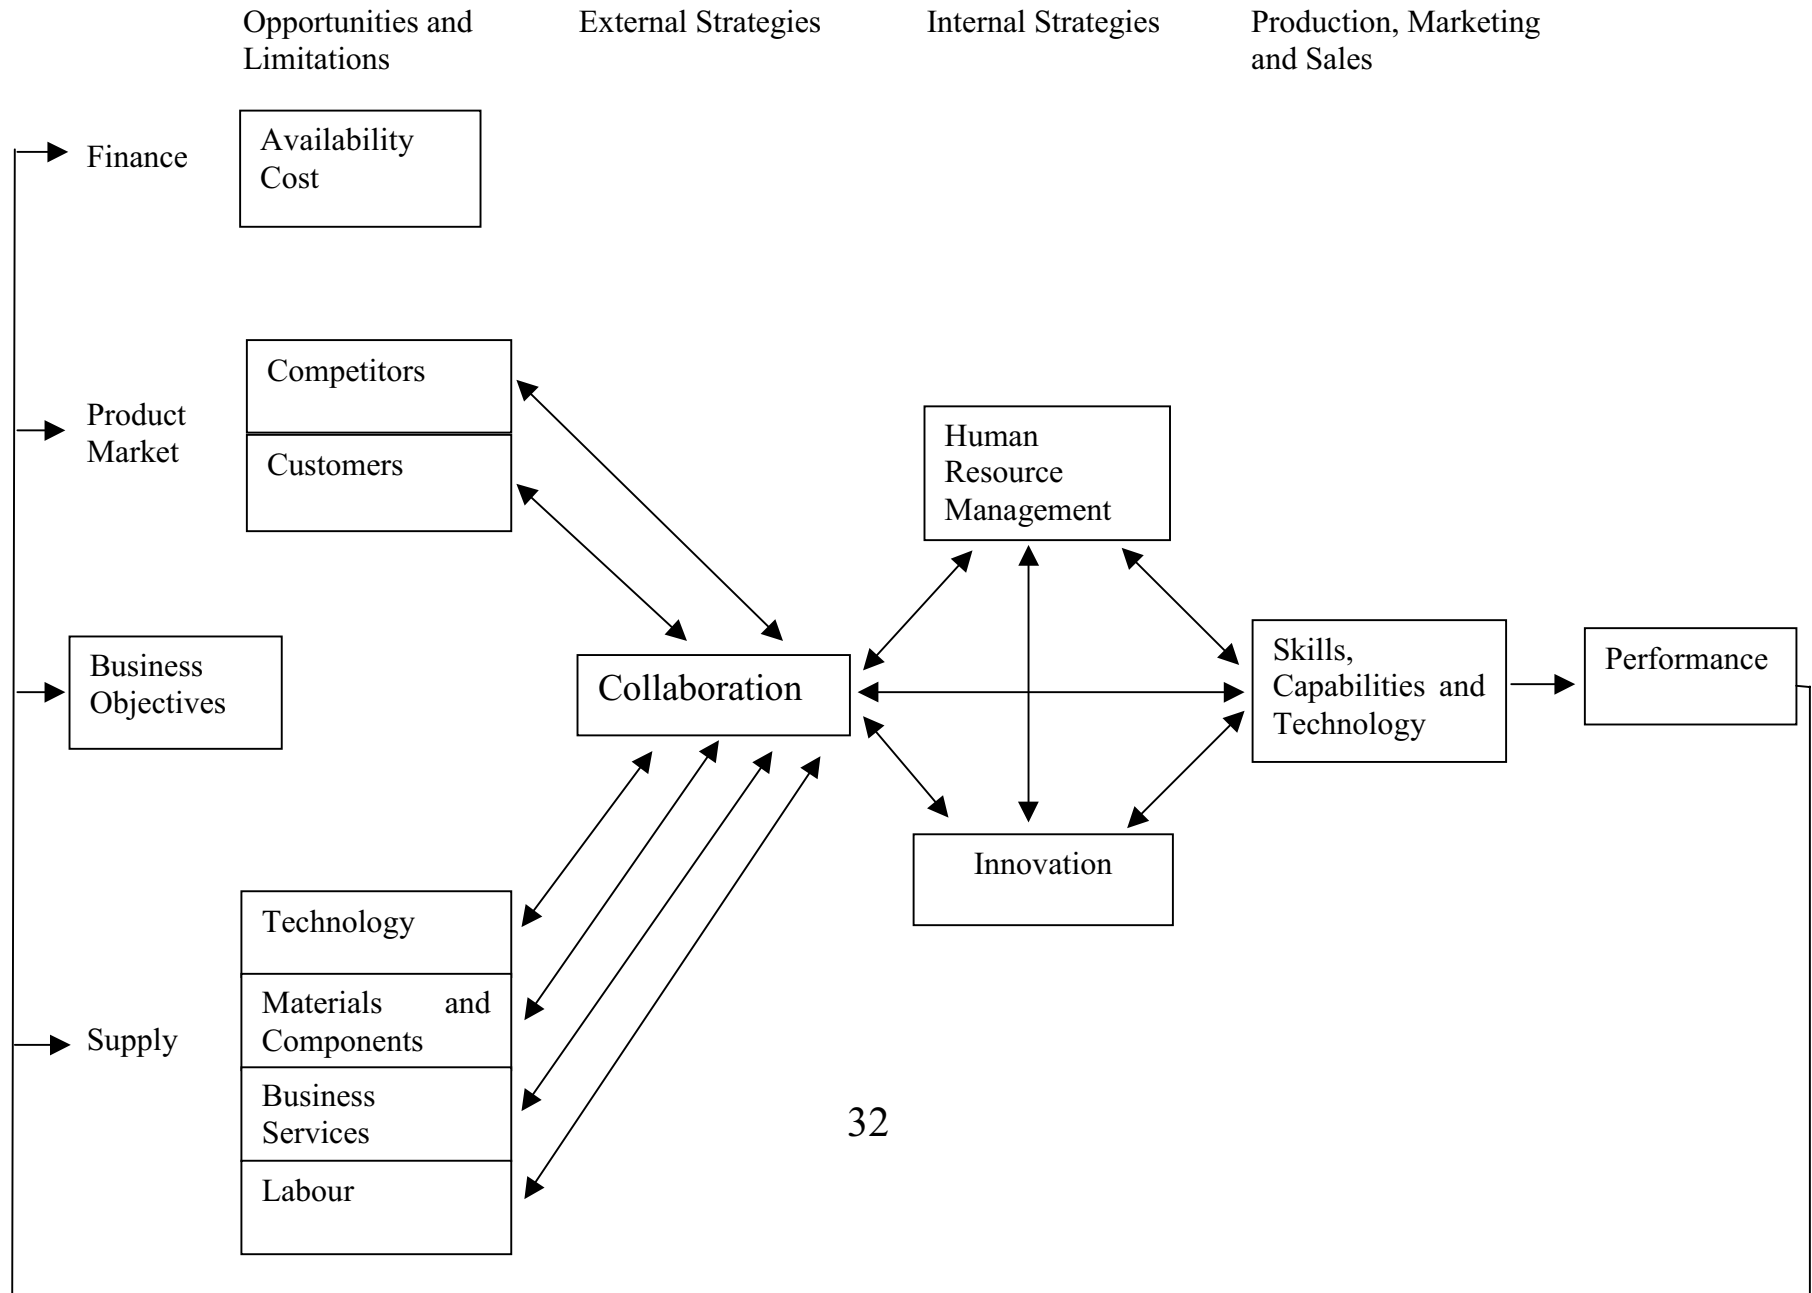 Opportunities and
Limitations
External Strategies
Internal Strategies
Production, Marketing
and Sales
Finance
Availability
Cost
Product
Market
Competitors
Customers
Human
Resource
Management
Business
Objectives
Collaboration
Skills,
Capabilities and
Technology
Performance
Innovation
Supply
Technology
Materials and
Components
Business
Services
Labour
32